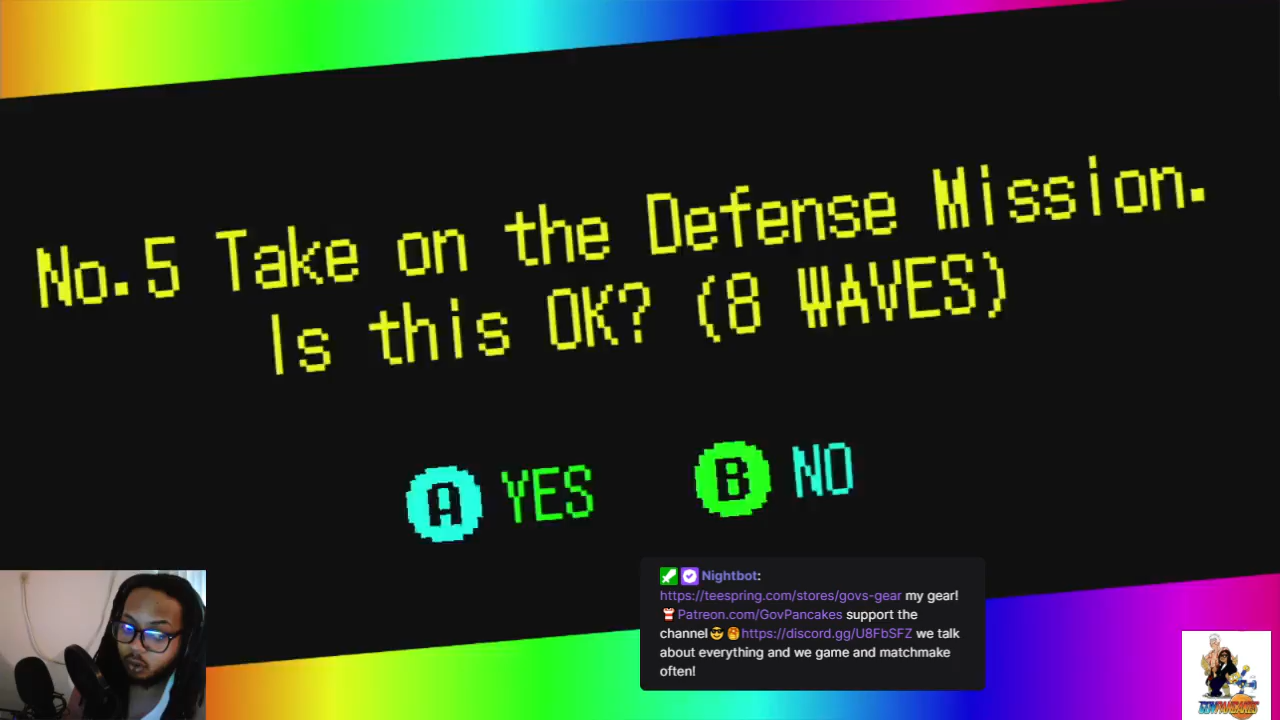 No.5 Take on the Defense Mission.
Is this OK? (8 WAVES)
A YES B NO
Nightbot:
https://teespring.com/stores/govs-gear my gear!
Patreon.com/GovPancakes support the
channel😎 ✊https://discord.gg/U8FbSFZ we talk
about everything and we game and matchmake
often!
GOVPANCAKES